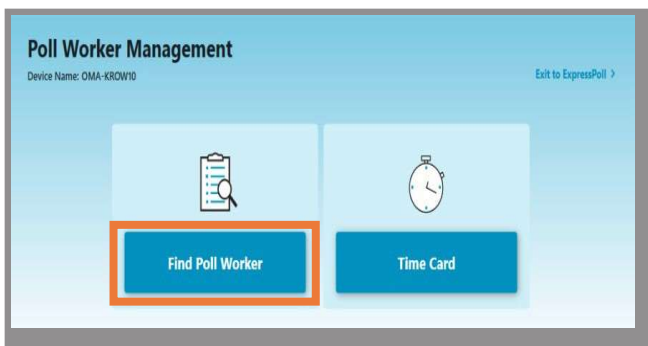 Poll Worker Management
Device Name: OMA-KROW10
Exit to ExpressPoll >
Find Poll Worker
Time Card